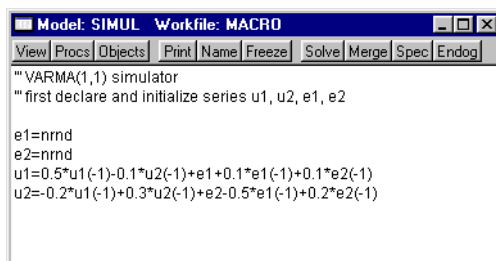 Model: SIMUL Workfile: MACRO
View Procs Objects Print Name Freeze Solve Merge Spec Endog
'" VARMA(1,1) simulator
'" first declare and initialize series u1, u2, e1, e2
e1=nrnd
e2=nrnd
u1=0.5*u1(-1)-0.1*u2(-1)+e1+0.1*e1(-1)+0.1*e2(-1)
u2=-0.2*u1(-1)+0.3*u2(-1)+e2-0.5*e1(-1)+0.2*e2(-1)